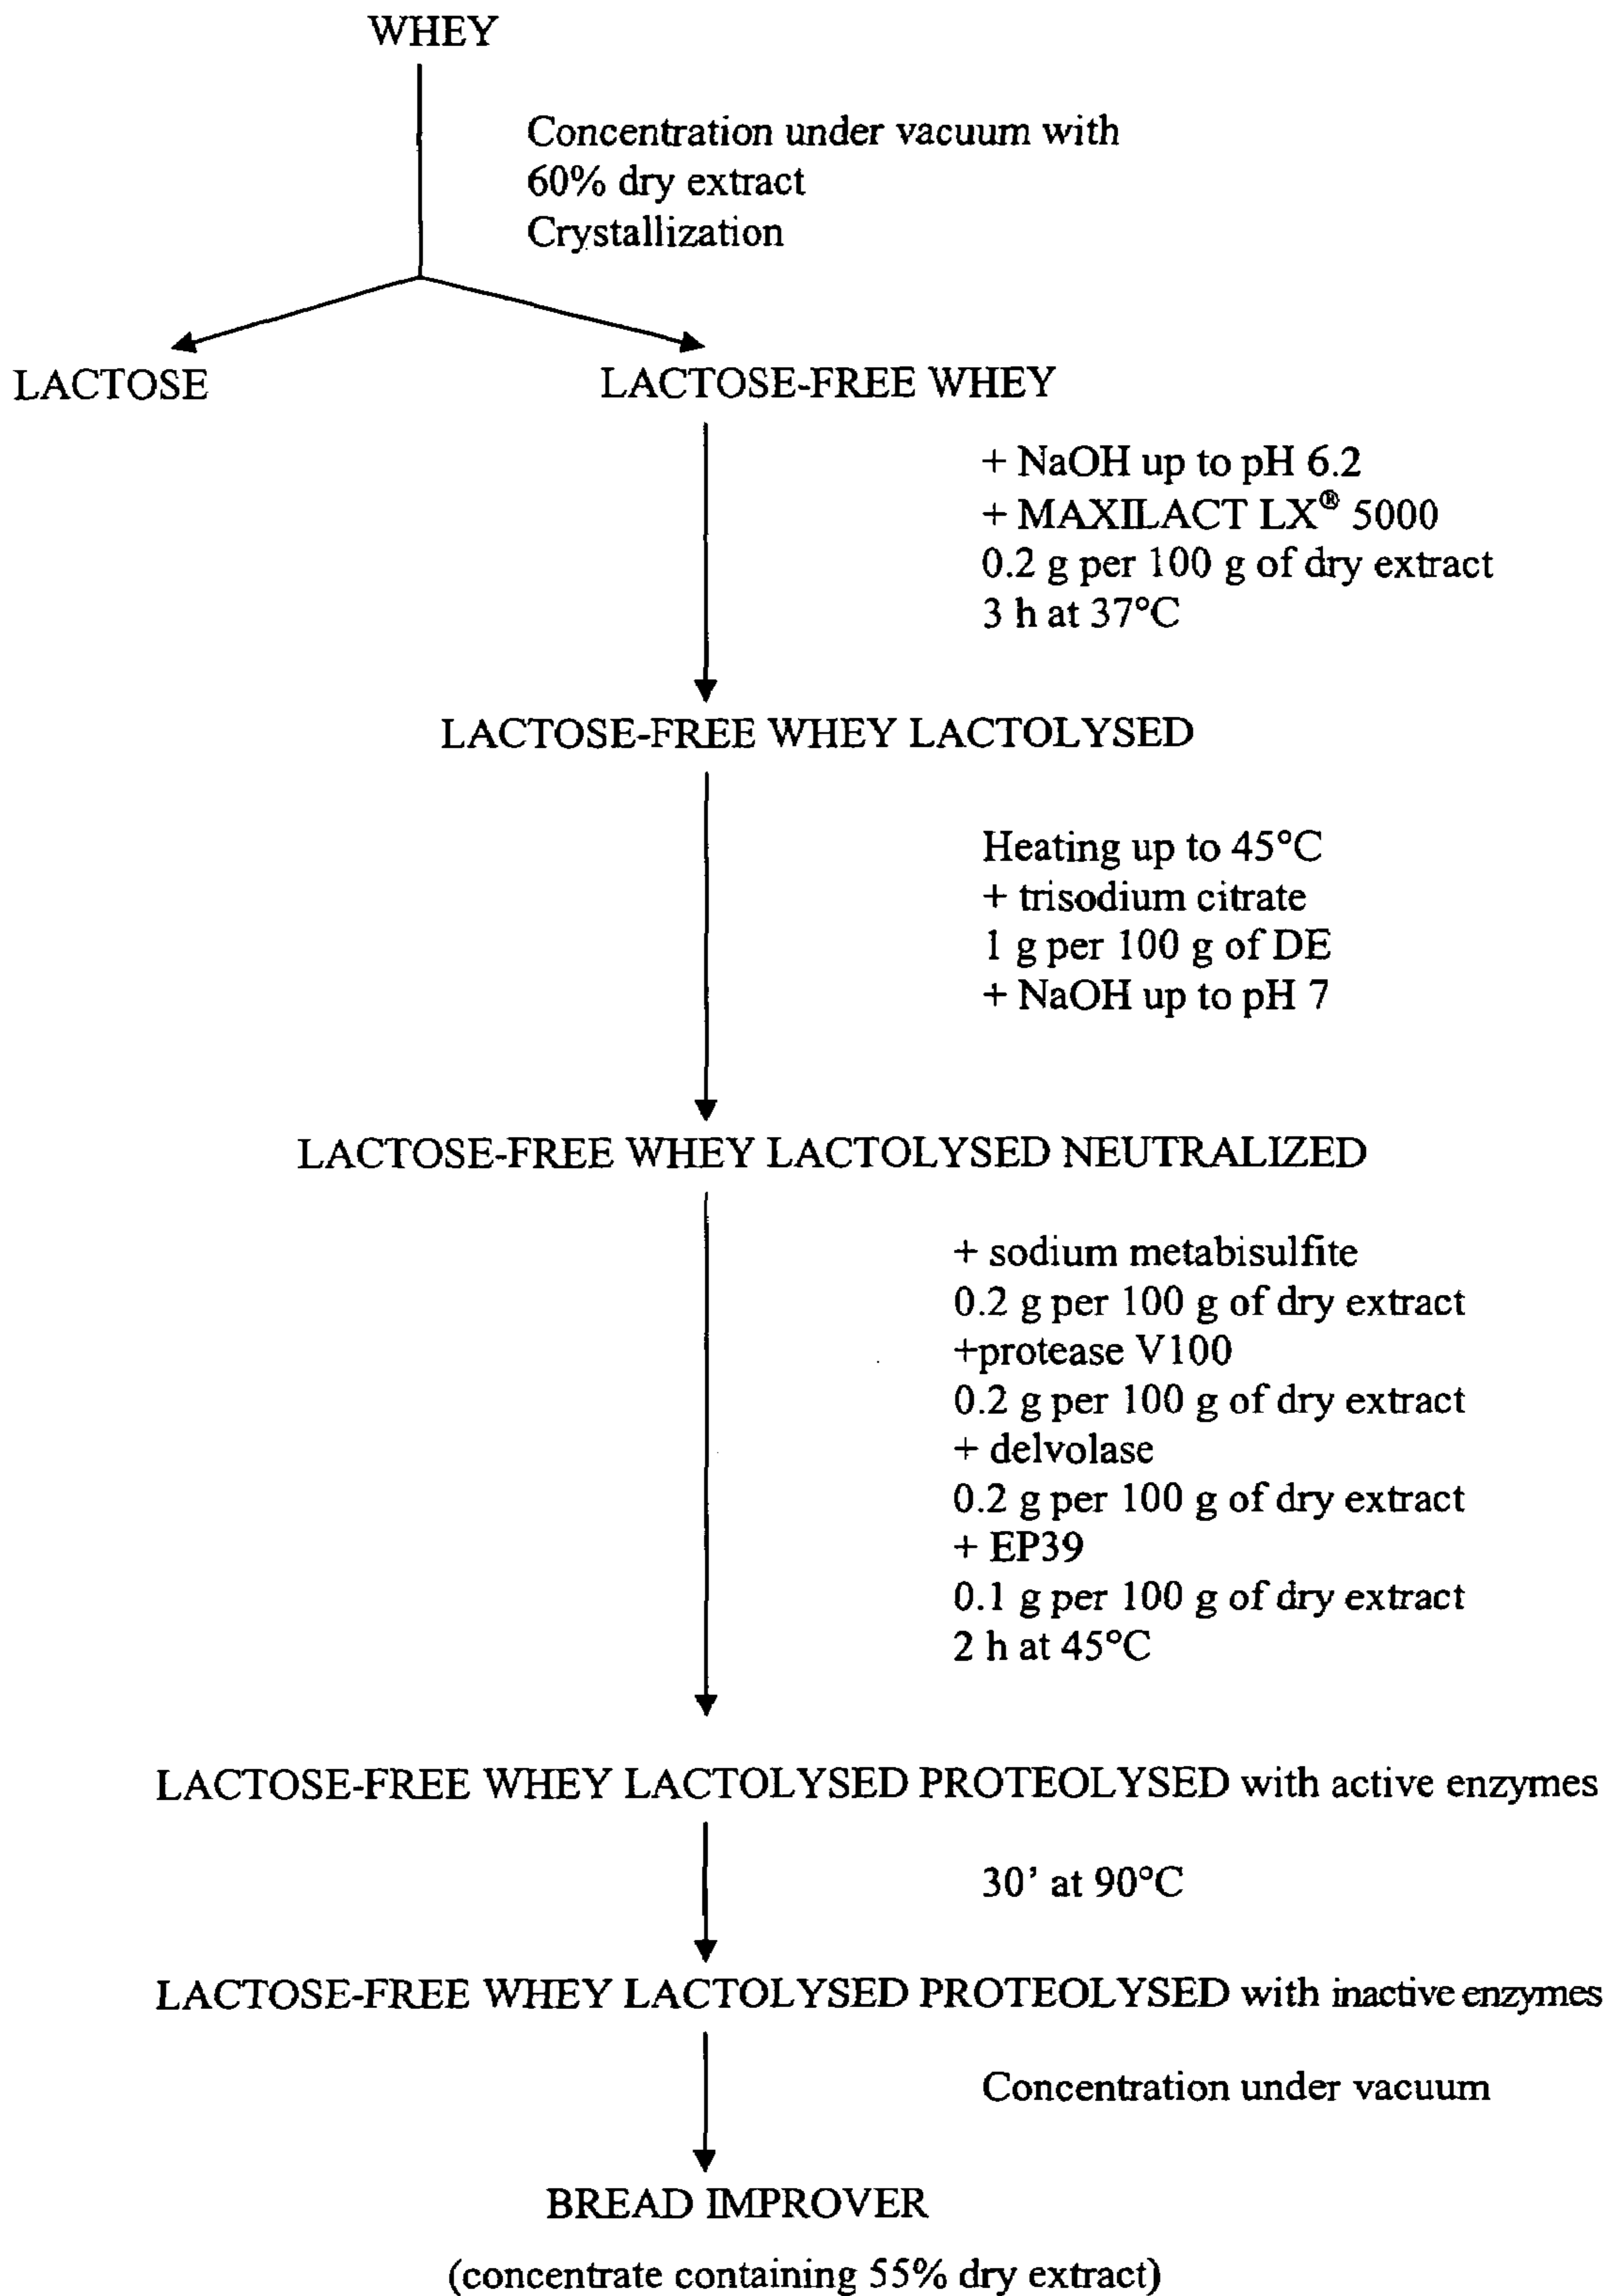 WHEY
Concentration under vacuum with
60% dry extract
Crystallization
LACTOSE
LACTOSE-FREE WHEY
+ NaOH up to pH 6.2
+ MAXILACT LX® 5000
0.2 g per 100 g of dry extract
3 h at 37°C
LACTOSE-FREE WHEY LACTOLYSED
Heating up to 45°C
+ trisodium citrate
1 g per 100 g of DE
+ NaOH up to pH 7
LACTOSE-FREE WHEY LACTOLYSED NEUTRALIZED
+ sodium metabisulfite
0.2 g per 100 g of dry extract
+protease V100
0.2 g per 100 g of dry extract
+ delvolase
0.2 g per 100 g of dry extract
+ EP39
0.1 g per 100 g of dry extract
2 h at 45°C
LACTOSE-FREE WHEY LACTOLYSED PROTEOLYSED with active enzymes
30’ at 90°C
LACTOSE-FREE WHEY LACTOLYSED PROTEOLYSED with inactive enzymes
Concentration under vacuum
BREAD IMPROVER
(concentrate containing 55% dry extract)